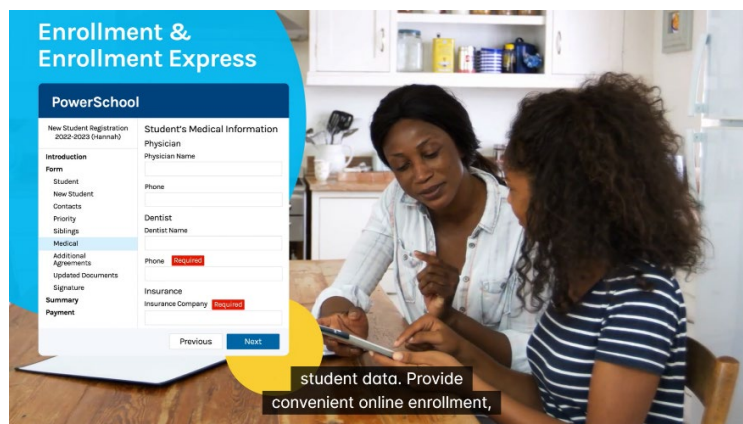 Enrollment &
Enrollment Express
PowerSchool
New Student Registration
2022-2023 (Hannah)
Introduction
Form
Student
New Student
Contacts
Priority
Siblings
Medical
Additional
Agreements
Updated Documents
Signature
Summary
Payment
Student's Medical Information
Physician
Physician Name
Phone
Dentist
Dentist Name
Phone Required
Insurance
Insurance Company Required
Previous Next
student data. Provide
convenient online enrollment,